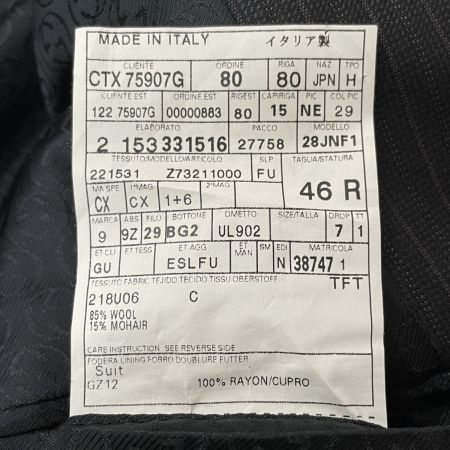 MADE IN ITALY イタリア製
CLIENTE ORDINE RIGA NAZ TPO
CTX 75907G 80 80 JPN H
CLIENTE EST ORDINE.EST RIGEST CAPIRIGA PIC COL PIC
122 75907G 00000883 80 15 NE 29
ELABORATO PACCO MODELLO
2 153 331516 27758 28JNF1
TESSUTO/MODELLO/ARTICOLO SLP TAGLIA/STATURA
221531 Z73211000 FU 46 R
MA SPE 1°MAG 2°MAG
CX CX 1+6
MARCA ABS FILO BOTTONE OMETTO SIZE/TALLA DROP TT
9 9Z 29 BG2 UL902 7 1
ET CLI ET TESS ET AGG ET MAN SM EDI MATRICOLA
GU ESLFU N 38747 1
TESSUTO FABRIC TEJIDO TECIDO TISSU OBERSTOFF TFT
218U06 C
85% WOOL
15% MOHAIR
CARE INSTRUCTION SEE REVERSE SIDE
FODERA LINING FORRO DOUBLURE FUTTER
Suit
GZ12 100% RAYON/CUPRO